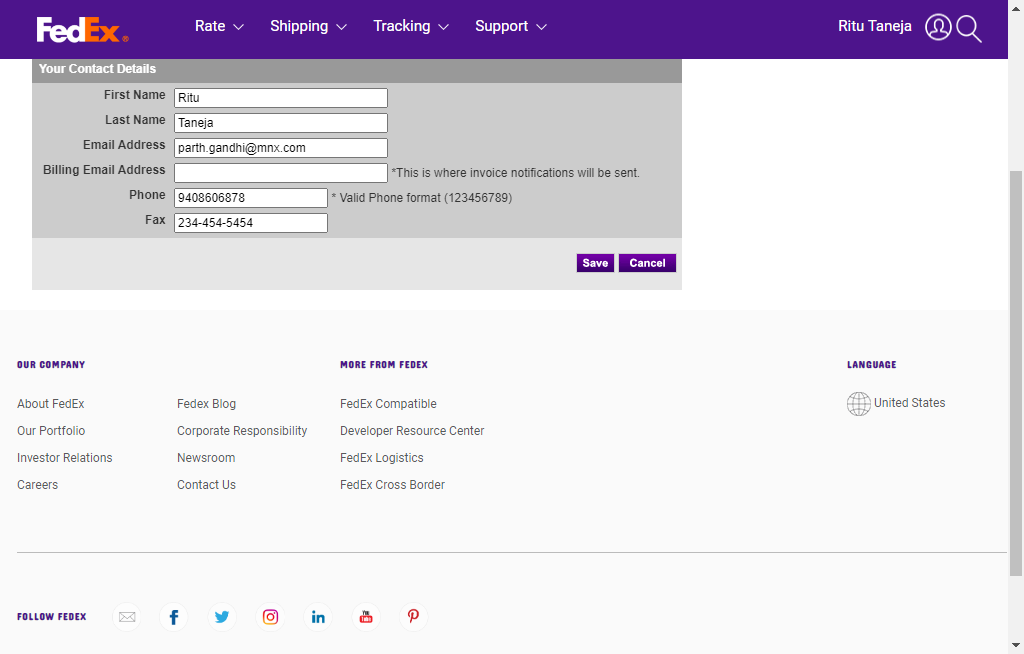 FedEx®
Rate Shipping Tracking Support Ritu Taneja
Your Contact Details
First Name Ritu
Last Name Taneja
Email Address parth.gandhi@mnx.com
Billing Email Address *This is where invoice notifications will be sent.
Phone 9408606878 * Valid Phone format (123456789)
Fax 234-454-5454
Save Cancel
OUR COMPANY MORE FROM FEDEX LANGUAGE
About FedEx Fedex Blog FedEx Compatible United States
Our Portfolio Corporate Responsibility Developer Resource Center
Investor Relations Newsroom FedEx Logistics
Careers Contact Us FedEx Cross Border
FOLLOW FEDEX